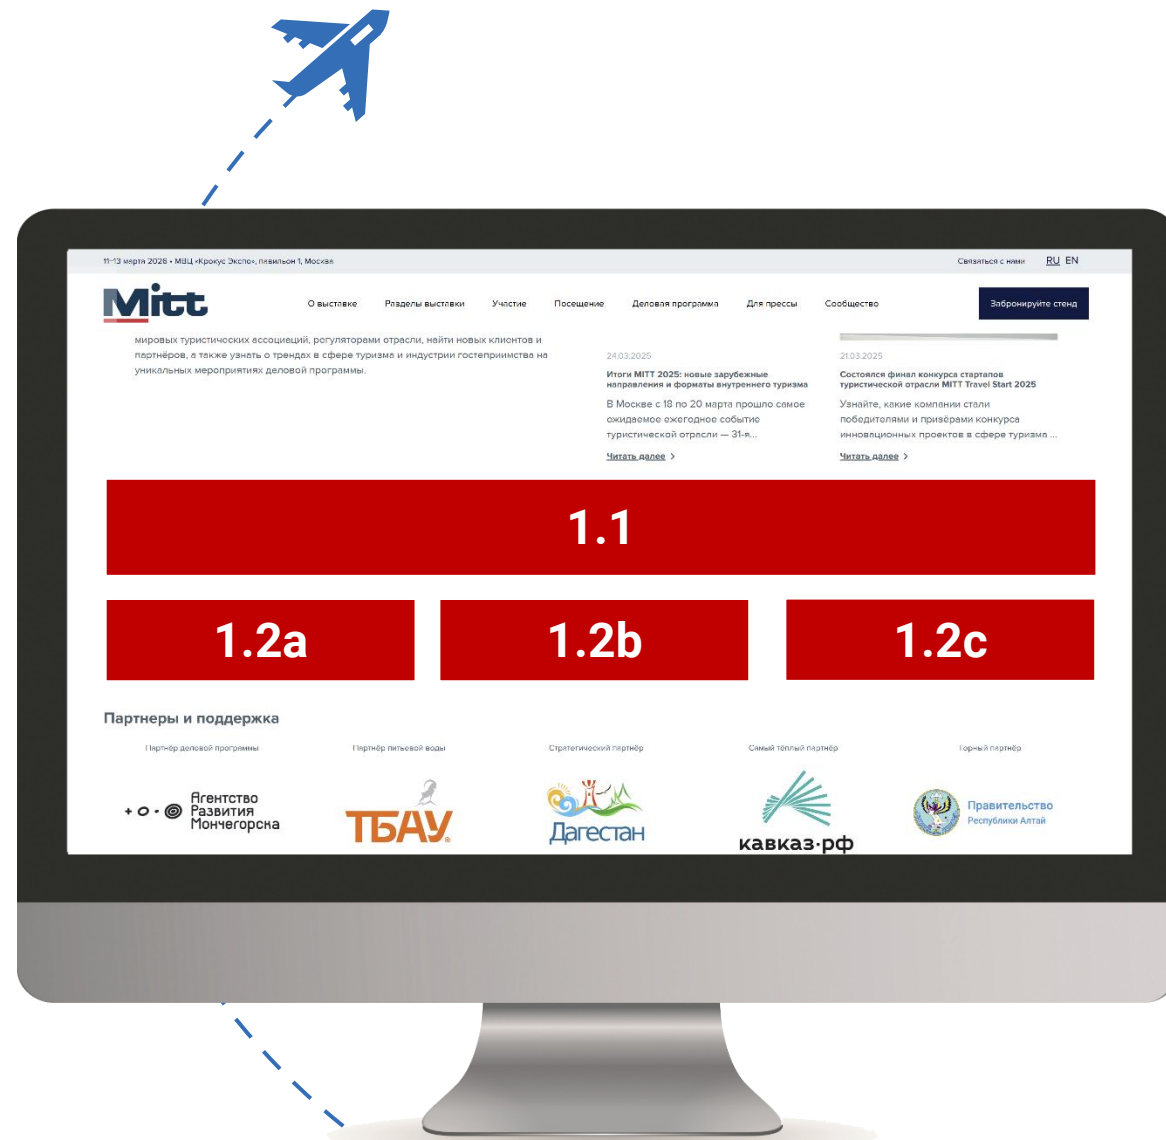 11-13 марта 2026 • МВЦ «Крокус Экспо», павильон 1, Москва
Связаться с нами RU EN
Mitt
О выставке Разделы выставки Участие Посещение Деловая программа Для прессы Сообщество Забронируйте стенд
мировых туристических ассоциаций, регуляторами отрасли, найти новых клиентов и
партнёров, а также узнать о трендах в сфере туризма и индустрии гостеприимства на
уникальных мероприятиях деловой программы.
24.03.2025
Итоги MITT 2025: новые зарубежные
направления и форматы внутреннего туризма
В Москве с 18 по 20 марта прошло самое
ожидаемое ежегодное событие
туристической отрасли — 31-я...
Читать далее >
21.03.2025
Состоялся финал конкурса стартапов
туристической отрасли MITT Travel Start 2025
Узнайте, какие компании стали
победителями и призёрами конкурса
инновационных проектов в сфере туризма ...
Читать далее >
1.1
1.2a 1.2b 1.2c
Партнеры и поддержка
Партнёр деловой программы
Партнёр питьевой воды
Стратегический партнёр
Самый тёплый партнёр
Горный партнёр
Агентство
Развития
Мончегорска
ТБАУ
Дагестан
кавказ.рф
Правительство
Республики Алтай